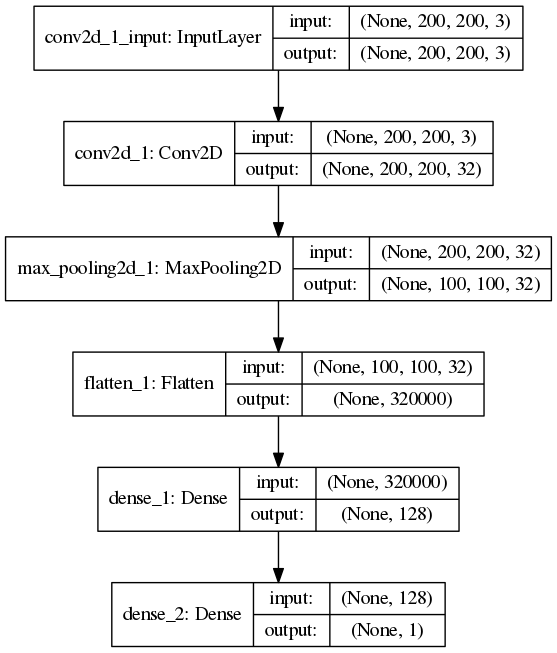 conv2d_1_input: InputLayer
input: (None, 200, 200, 3)
output: (None, 200, 200, 3)
conv2d_1: Conv2D
input: (None, 200, 200, 3)
output: (None, 200, 200, 32)
max_pooling2d_1: MaxPooling2D
input: (None, 200, 200, 32)
output: (None, 100, 100, 32)
flatten_1: Flatten
input: (None, 100, 100, 32)
output: (None, 320000)
dense_1: Dense
input: (None, 320000)
output: (None, 128)
dense_2: Dense
input: (None, 128)
output: (None, 1)